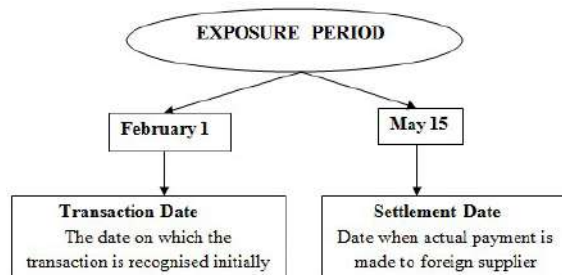 EXPOSURE PERIOD
February 1
May 15
Transaction Date
The date on which the
transaction is recognised initially
Settlement Date
Date when actual payment is
made to foreign supplier